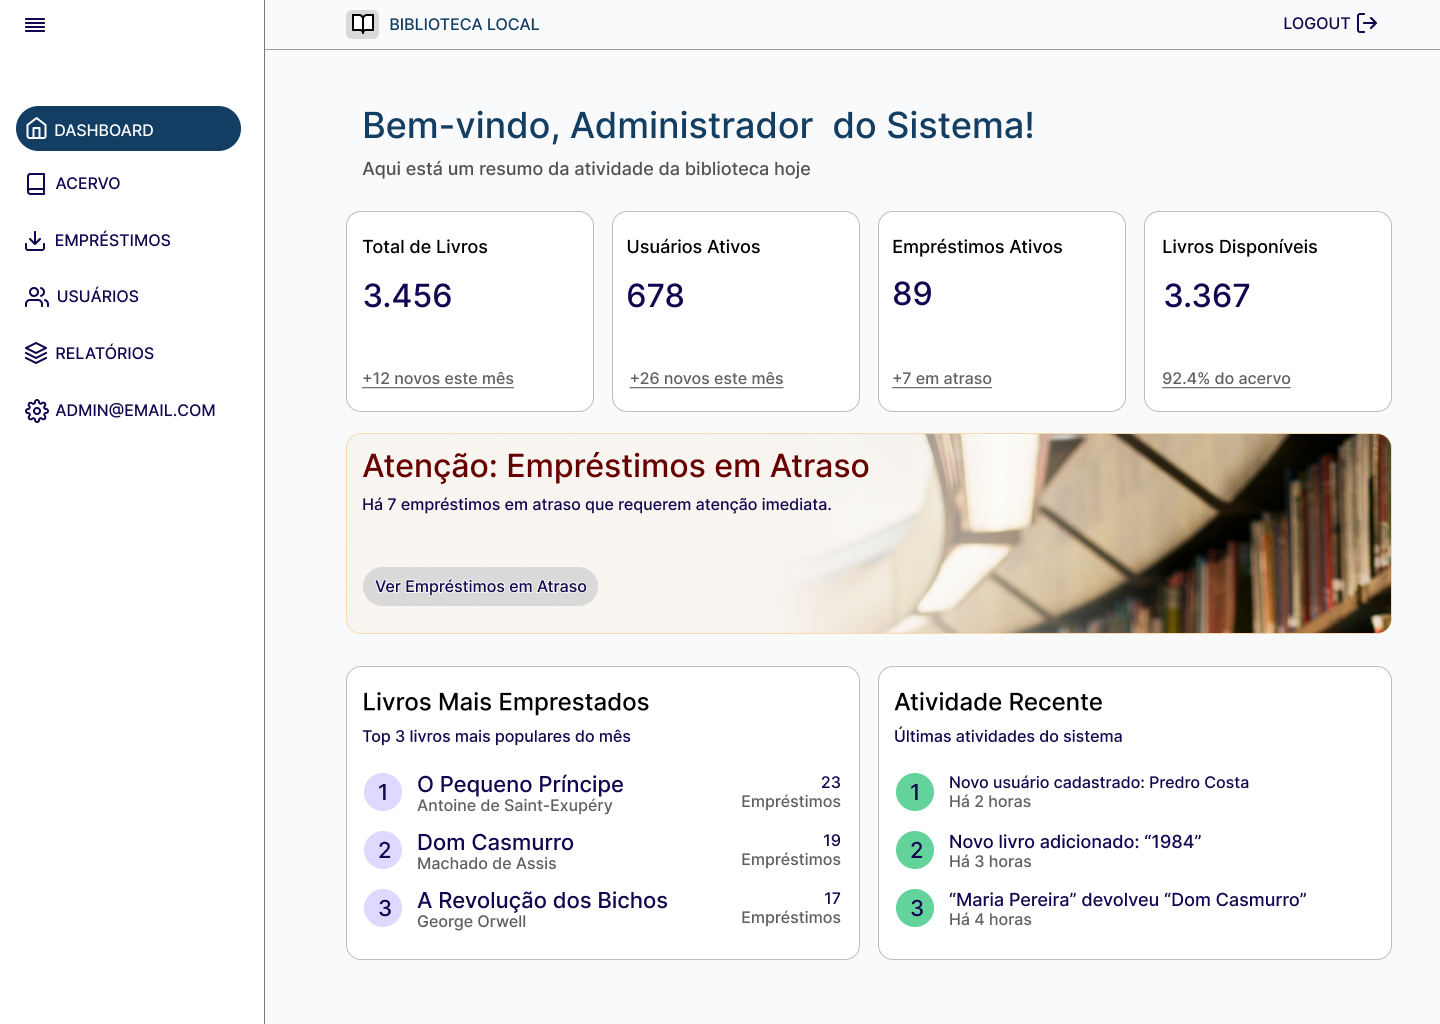 BIBLIOTECA LOCAL
LOGOUT
DASHBOARD
ACERVO
EMPRÉSTIMOS
USUÁRIOS
RELATÓRIOS
ADMIN@EMAIL.COM
Bem-vindo, Administrador  do Sistema!
Aqui está um resumo da atividade da biblioteca hoje
Total de Livros
3.456
+12 novos este mês
Usuários Ativos
678
+26 novos este mês
Empréstimos Ativos
89
+7 em atraso
Livros Disponíveis
3.367
92.4% do acervo
Atenção: Empréstimos em Atraso
Há 7 empréstimos em atraso que requerem atenção imediata.
Ver Empréstimos em Atraso
Livros Mais Emprestados
Top 3 livros mais populares do mês
1 O Pequeno Príncipe 23
Antoine de Saint-Exupéry Empréstimos
2 Dom Casmurro 19
Machado de Assis Empréstimos
3 A Revolução dos Bichos 17
George Orwell Empréstimos
Atividade Recente
Últimas atividades do sistema
1 Novo usuário cadastrado: Predro Costa
Há 2 horas
2 Novo livro adicionado: “1984”
Há 3 horas
3 “Maria Pereira” devolveu “Dom Casmurro”
Há 4 horas